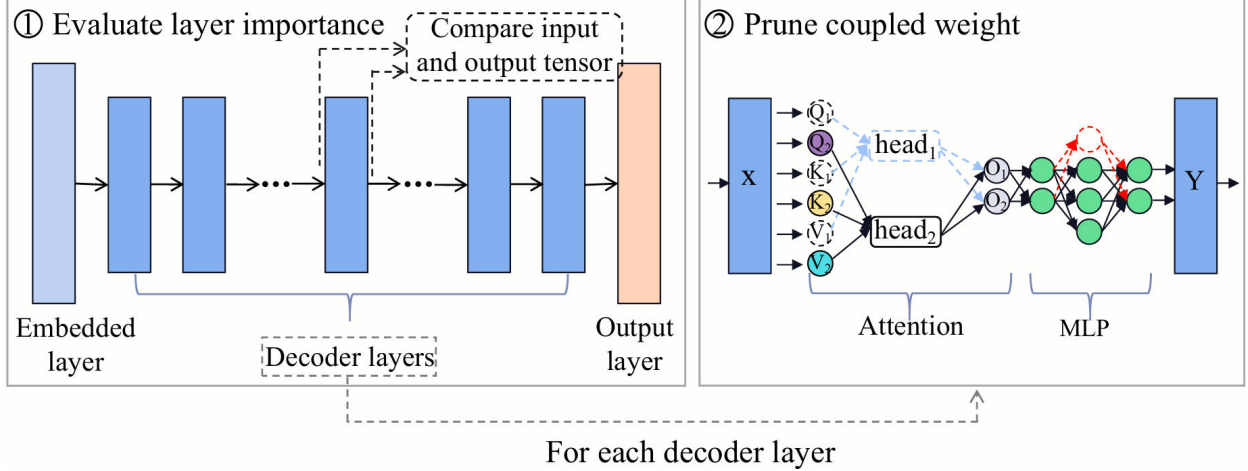 ① Evaluate layer importance
Compare input
and output tensor
Embedded
layer
Decoder layers
Output
layer
② Prune coupled weight
X
Q₁
Q₂
K₁
K₂
V₁
V₂
head₁
head₂
O₁
O₂
Y
Attention
MLP
For each decoder layer